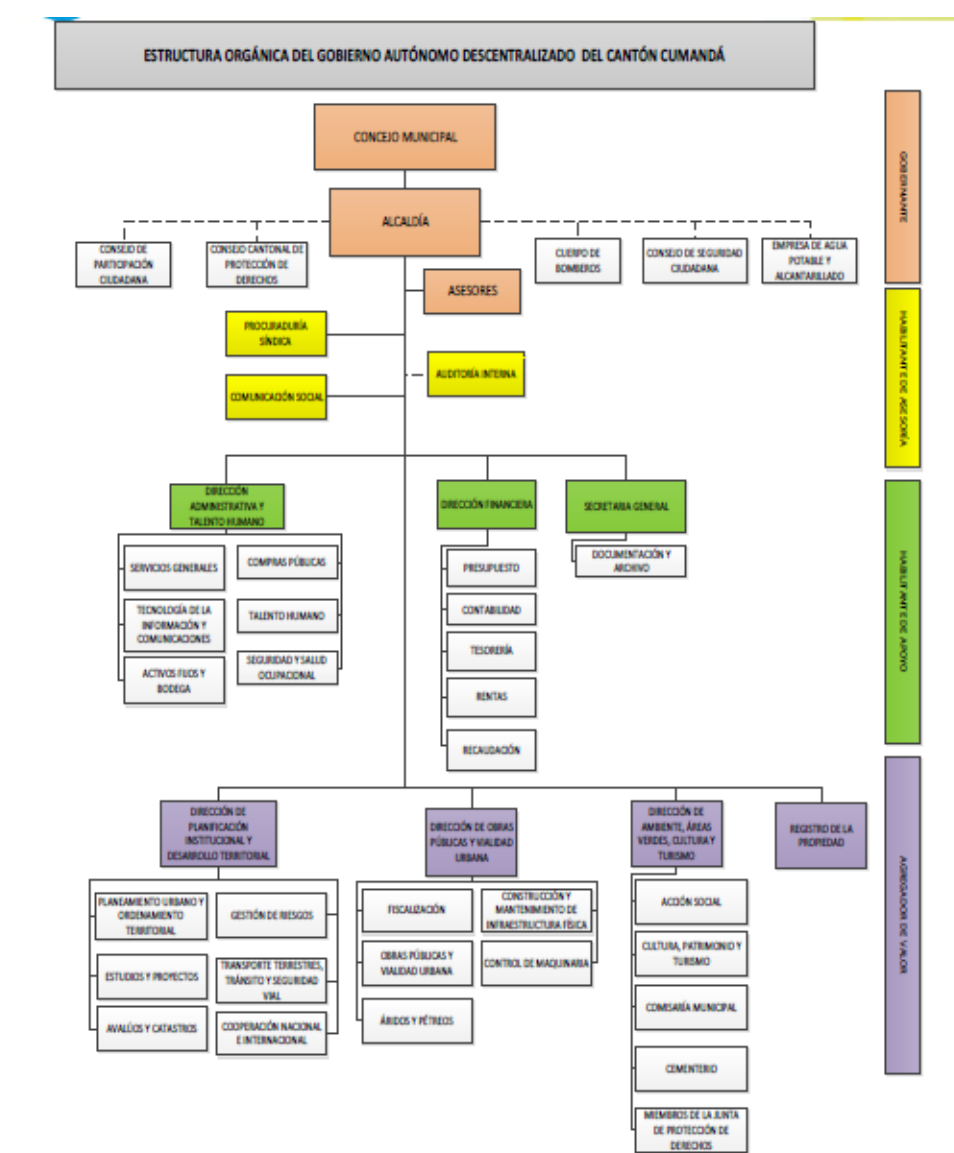 ESTRUCTURA ORGÁNICA DEL GOBIERNO AUTÓNOMO DESCENTRALIZADO DEL CANTÓN CUMANDÁ
CONCEJO MUNICIPAL
ALCALDÍA
CONSEJO DE
PARTICIPACIÓN
CIUDADANA
CONSEJO CANTONAL DE
PROTECCIÓN DE
DERECHOS
CUERPO DE
BOMBEROS
CONSEJO DE SEGURIDAD
CIUDADANA
EMPRESA DE AGUA
POTABLE Y
ALCANTARILLADO
ASESORES
GOBERNANTE
PROCURADURÍA
SÍNDICA
AUDITORÍA INTERNA
COMUNICACIÓN SOCIAL
HABILITANTE DE ASESORÍA
DIRECCIÓN
ADMINISTRATIVA Y
TALENTO HUMANO
DIRECCIÓN FINANCIERA
SECRETARIA GENERAL
SERVICIOS GENERALES
COMPRAS PÚBLICAS
TECNOLOGÍA DE LA
INFORMACIÓN Y
COMUNICACIONES
TALENTO HUMANO
ACTIVOS FIJOS Y
BODEGA
SEGURIDAD Y SALUD
OCUPACIONAL
PRESUPUESTO
CONTABILIDAD
TESORERÍA
RENTAS
RECAUDACIÓN
DOCUMENTACIÓN Y
ARCHIVO
HABILITANTE DE APOYO
DIRECCIÓN DE
PLANIFICACIÓN
INSTITUCIONAL Y
DESARROLLO TERRITORIAL
DIRECCIÓN DE OBRAS
PÚBLICAS Y VIALIDAD
URBANA
DIRECCIÓN DE
AMBIENTE, ÁREAS
VERDES, CULTURA Y
TURISMO
REGISTRO DE LA
PROPIEDAD
PLANEAMIENTO URBANO Y
ORDENAMIENTO
TERRITORIAL
GESTIÓN DE RIESGOS
ESTUDIOS Y PROYECTOS
TRANSPORTE TERRESTRES,
TRÁNSITO Y SEGURIDAD
VIAL
AVALÚOS Y CATASTROS
COOPERACIÓN NACIONAL
E INTERNACIONAL
FISCALIZACIÓN
CONSTRUCCIÓN Y
MANTENIMIENTO DE
INFRAESTRUCTURA FÍSICA
OBRAS PÚBLICAS Y
VIALIDAD URBANA
CONTROL DE MAQUINARIA
ÁRIDOS Y PÉTREOS
ACCIÓN SOCIAL
CULTURA, PATRIMONIO Y
TURISMO
COMISARÍA MUNICIPAL
CEMENTERIO
MIEMBROS DE LA JUNTA
DE PROTECCIÓN DE
DERECHOS
AGREGADOR DE VALOR